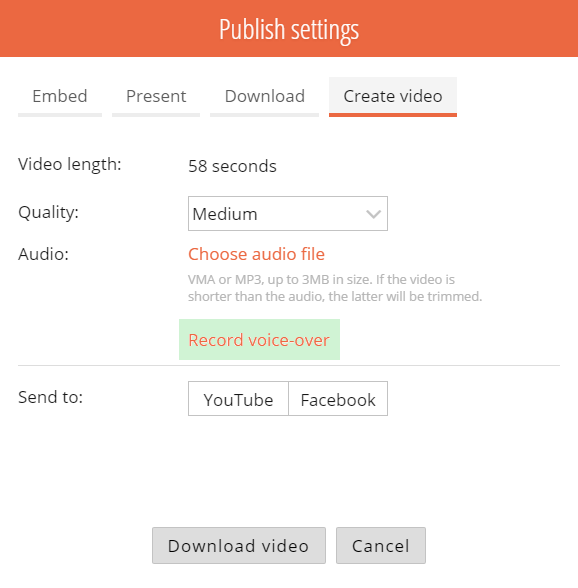 Publish settings
Embed Present Download Create video
Video length: 58 seconds
Quality: Medium
Audio: Choose audio file
VMA or MP3, up to 3MB in size. If the video is
shorter than the audio, the latter will be trimmed.
Record voice-over
Send to: YouTube Facebook
Download video Cancel